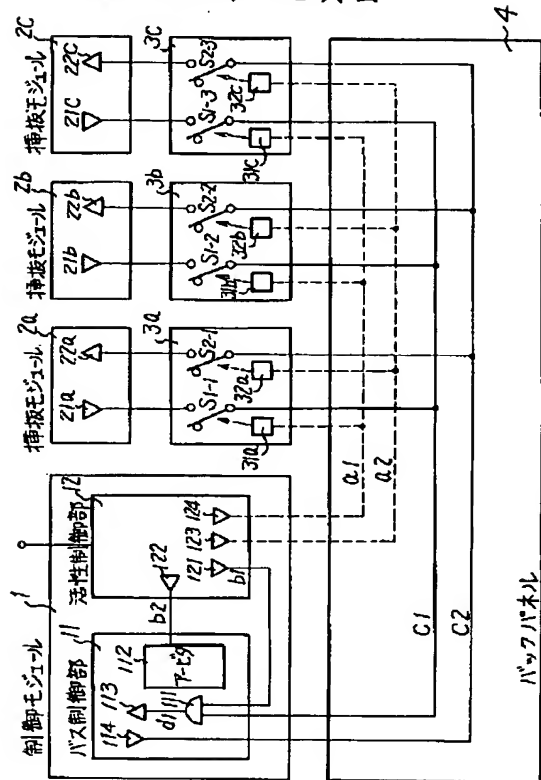 制御モジュール
1
バス制御部
11
活性制御部
12
114
113
d1
111
112
アービタ
b2
122
121
123
124
b1
挿抜モジュール
2a
21a
22a
3a
S1-1
S2-1
31a
32a
挿抜モジュール
2b
21b
22b
3b
S1-2
S2-2
31b
32b
挿抜モジュール
2C
21C
22C
3C
S1-3
S2-3
31C
32C
a1
a2
C1
C2
バックパネル
4